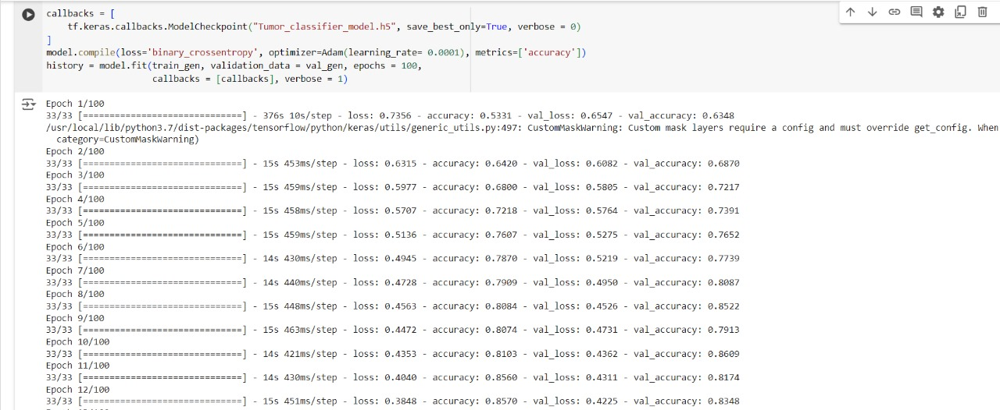 callbacks = [
tf.keras.callbacks.ModelCheckpoint("Tumor_classifier_model.h5", save_best_only=True, verbose = 0)
]
model.compile(loss='binary_crossentropy', optimizer=Adam(learning_rate= 0.0001), metrics=['accuracy'])
history = model.fit(train_gen, validation_data = val_gen, epochs = 100,
callbacks = [callbacks], verbose = 1)
Epoch 1/100
33/33 [==============================] - 376s 10s/step - loss: 0.7356 - accuracy: 0.5331 - val_loss: 0.6547 - val_accuracy: 0.6348
/usr/local/lib/python3.7/dist-packages/tensorflow/python/keras/utils/generic_utils.py:497: CustomMaskWarning: Custom mask layers require a config and must override get_config. When
category=CustomMaskWarning)
Epoch 2/100
33/33 [==============================] - 15s 453ms/step - loss: 0.6315 - accuracy: 0.6420 - val_loss: 0.6082 - val_accuracy: 0.6870
Epoch 3/100
33/33 [==============================] - 15s 459ms/step - loss: 0.5977 - accuracy: 0.6800 - val_loss: 0.5805 - val_accuracy: 0.7217
Epoch 4/100
33/33 [==============================] - 15s 458ms/step - loss: 0.5707 - accuracy: 0.7218 - val_loss: 0.5764 - val_accuracy: 0.7391
Epoch 5/100
33/33 [==============================] - 15s 459ms/step - loss: 0.5136 - accuracy: 0.7607 - val_loss: 0.5275 - val_accuracy: 0.7652
Epoch 6/100
33/33 [==============================] - 14s 430ms/step - loss: 0.4945 - accuracy: 0.7870 - val_loss: 0.5219 - val_accuracy: 0.7739
Epoch 7/100
33/33 [==============================] - 14s 440ms/step - loss: 0.4728 - accuracy: 0.7909 - val_loss: 0.4950 - val_accuracy: 0.8087
Epoch 8/100
33/33 [==============================] - 15s 448ms/step - loss: 0.4563 - accuracy: 0.8084 - val_loss: 0.4526 - val_accuracy: 0.8522
Epoch 9/100
33/33 [==============================] - 15s 463ms/step - loss: 0.4472 - accuracy: 0.8074 - val_loss: 0.4731 - val_accuracy: 0.7913
Epoch 10/100
33/33 [==============================] - 14s 421ms/step - loss: 0.4353 - accuracy: 0.8103 - val_loss: 0.4362 - val_accuracy: 0.8609
Epoch 11/100
33/33 [==============================] - 14s 430ms/step - loss: 0.4040 - accuracy: 0.8560 - val_loss: 0.4311 - val_accuracy: 0.8174
Epoch 12/100
33/33 [==============================] - 15s 451ms/step - loss: 0.3848 - accuracy: 0.8570 - val_loss: 0.4225 - val_accuracy: 0.8348